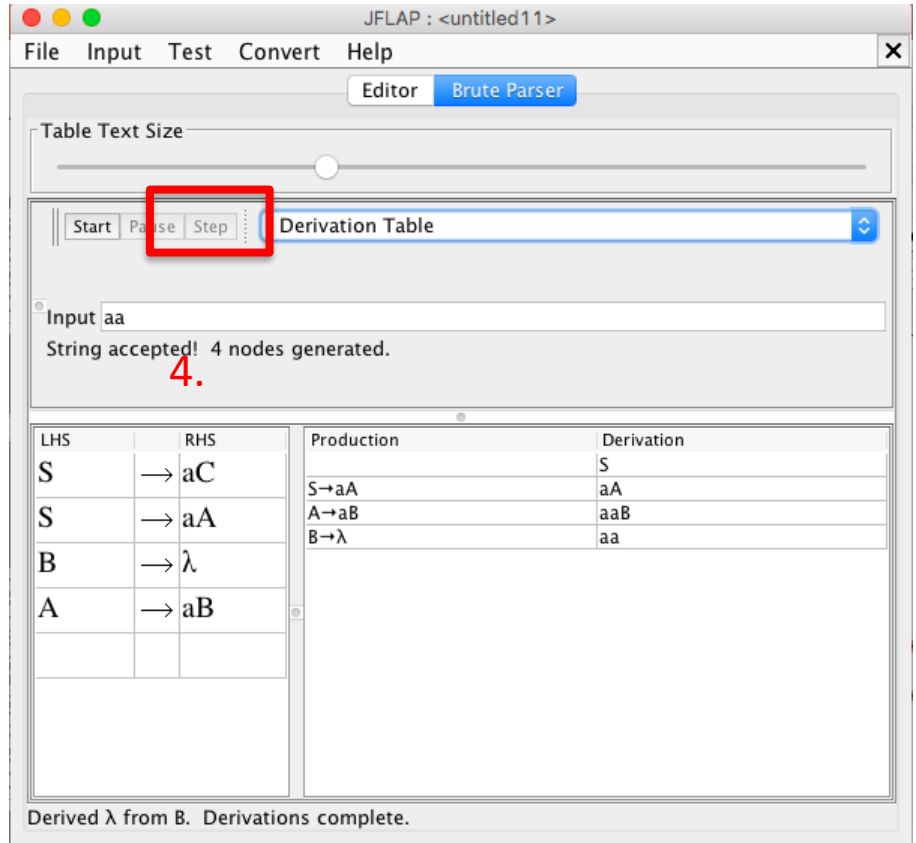 JFLAP : <untitled11>
File Input Test Convert Help
Editor Brute Parser
Table Text Size
Start Pause Step Derivation Table
Input aa
String accepted! 4 nodes generated.
4.
LHS RHS Production Derivation
S → aC
S → aA
B → λ
A → aB
S
S→aA aA
A→aB aaB
B→λ aa
Derived λ from B. Derivations complete.